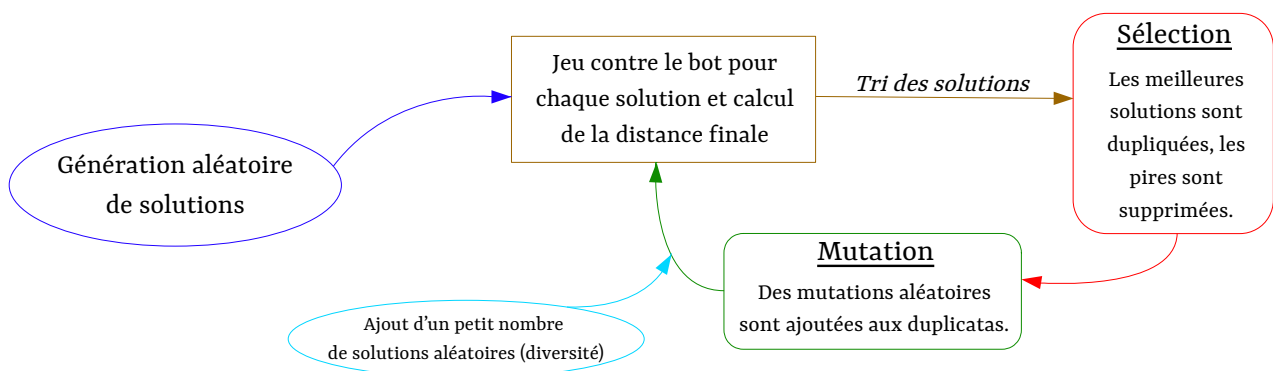 Génération aléatoire
de solutions
Jeu contre le bot pour
chaque solution et calcul
de la distance finale
Tri des solutions
Sélection
Les meilleures
solutions sont
dupliquées, les
pires sont
supprimées.
Mutation
Des mutations aléatoires
sont ajoutées aux duplicatas.
Ajout d’un petit nombre
de solutions aléatoires (diversité)